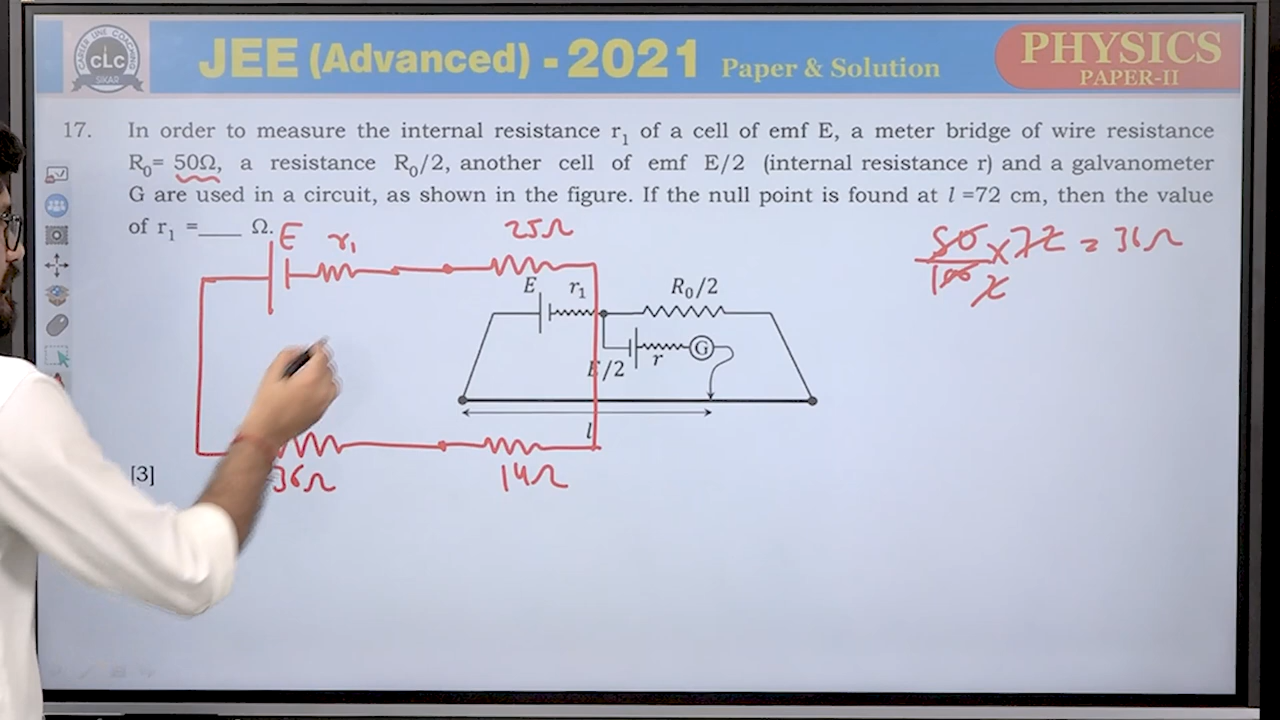 CAREER LINE COACHING
CLC
SIKAR
JEE (Advanced) - 2021 Paper & Solution
PHYSICS
PAPER-II
17. In order to measure the internal resistance r₁ of a cell of emf E, a meter bridge of wire resistance
R₀= 50Ω, a resistance R₀/2, another cell of emf E/2 (internal resistance r) and a galvanometer
G are used in a circuit, as shown in the figure. If the null point is found at l =72 cm, then the value
of r₁ =____ Ω.
E r₁ 25Ω
50/100 × 72 = 36Ω
2
E r₁ R₀/2
E/2 r G
l
36Ω 14Ω
[3]